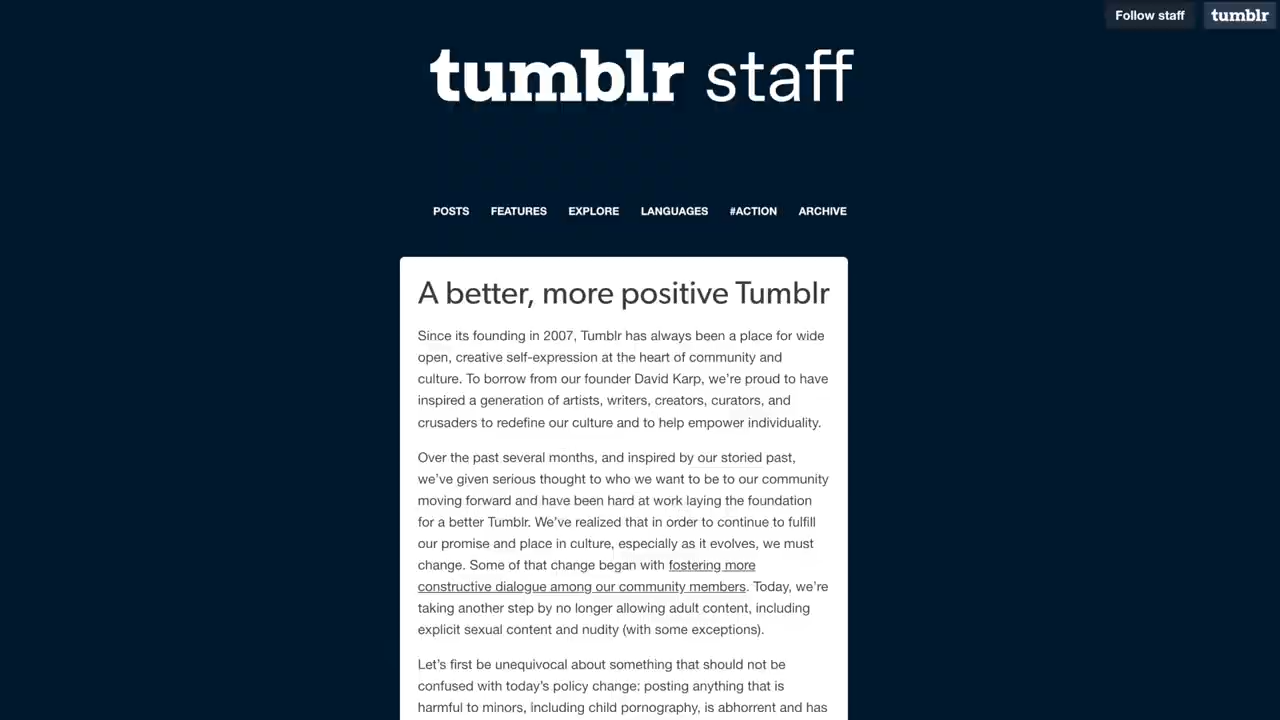 Follow staff
tumblr
tumblr staff
POSTS FEATURES EXPLORE LANGUAGES #ACTION ARCHIVE
A better, more positive Tumblr
Since its founding in 2007, Tumblr has always been a place for wide
open, creative self-expression at the heart of community and
culture. To borrow from our founder David Karp, we’re proud to have
inspired a generation of artists, writers, creators, curators, and
crusaders to redefine our culture and to help empower individuality.
Over the past several months, and inspired by our storied past,
we’ve given serious thought to who we want to be to our community
moving forward and have been hard at work laying the foundation
for a better Tumblr. We’ve realized that in order to continue to fulfill
our promise and place in culture, especially as it evolves, we must
change. Some of that change began with fostering more
constructive dialogue among our community members. Today, we’re
taking another step by no longer allowing adult content, including
explicit sexual content and nudity (with some exceptions).
Let’s first be unequivocal about something that should not be
confused with today’s policy change: posting anything that is
harmful to minors, including child pornography, is abhorrent and has